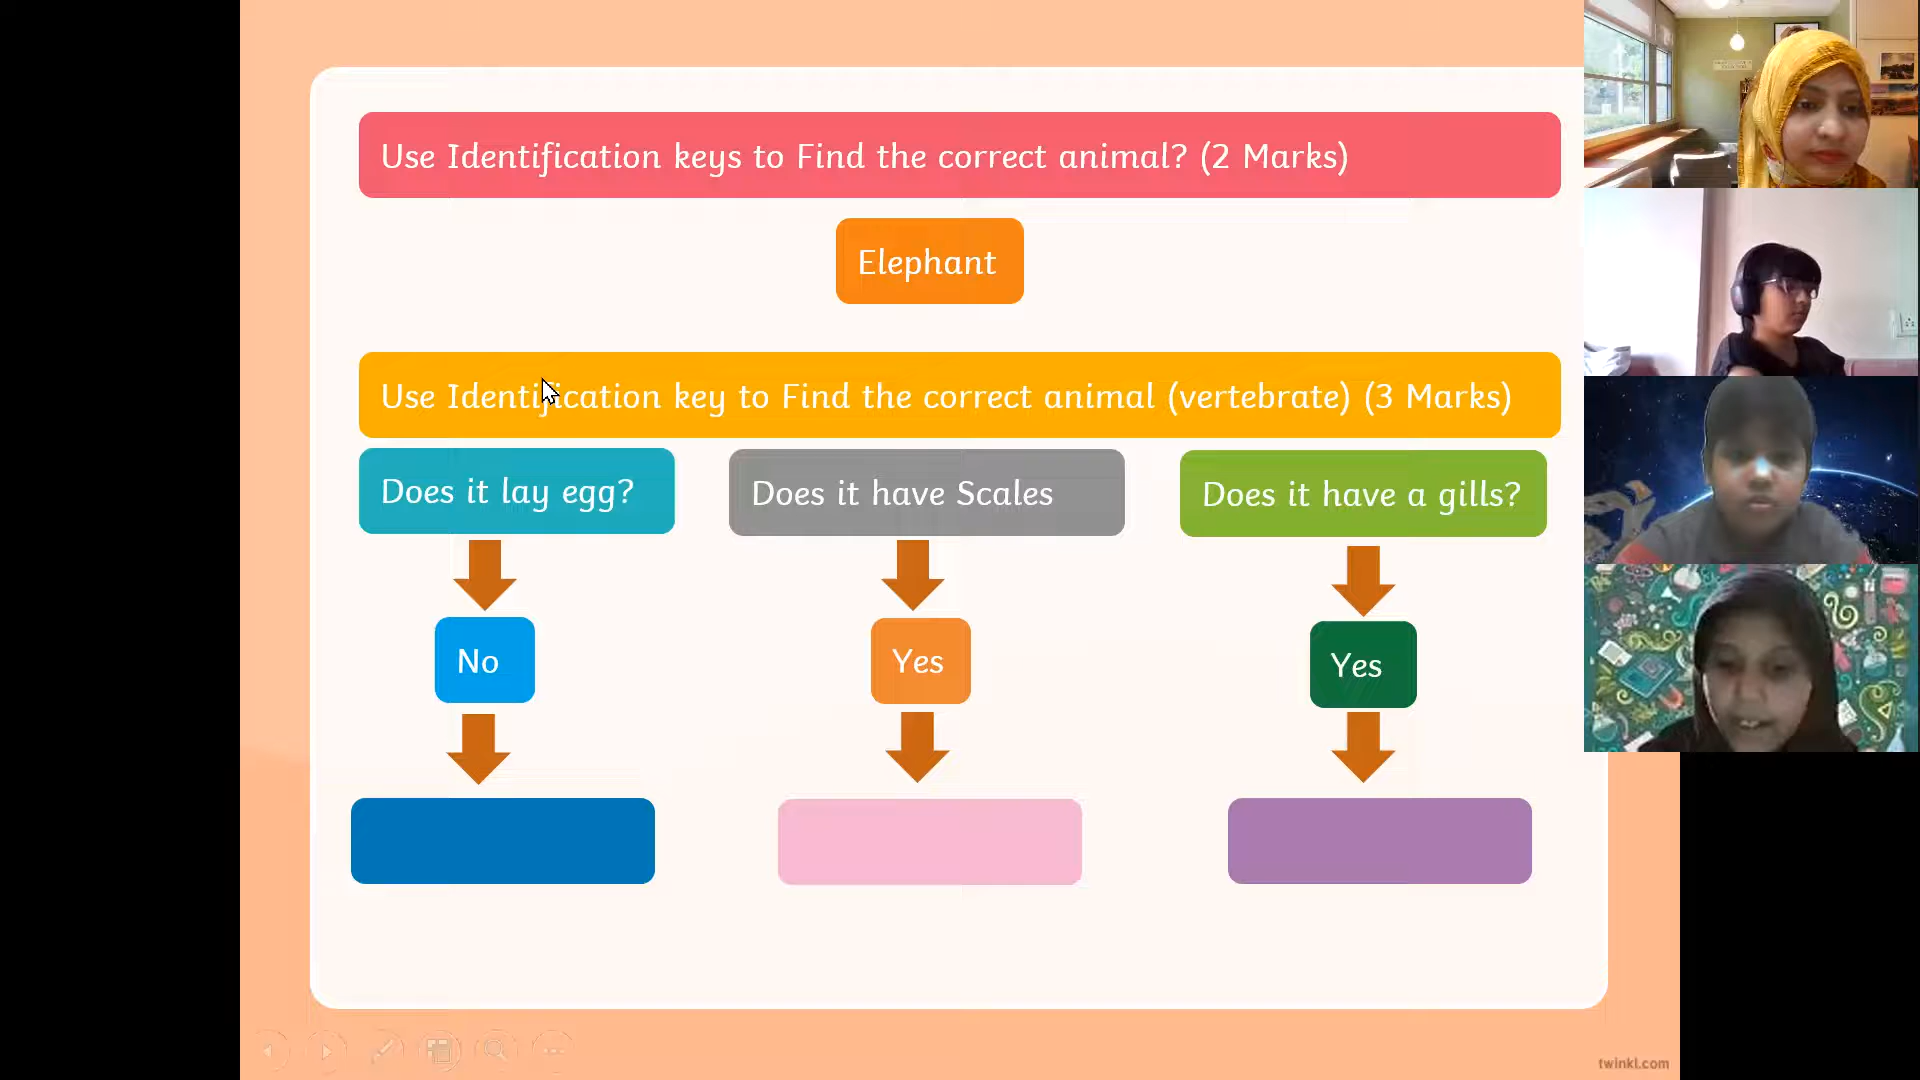 Use Identification keys to Find the correct animal? (2 Marks)
Elephant
Use Identification key to Find the correct animal (vertebrate) (3 Marks)
Does it lay egg?
Does it have Scales
Does it have a gills?
No
Yes
Yes
twinkl.com